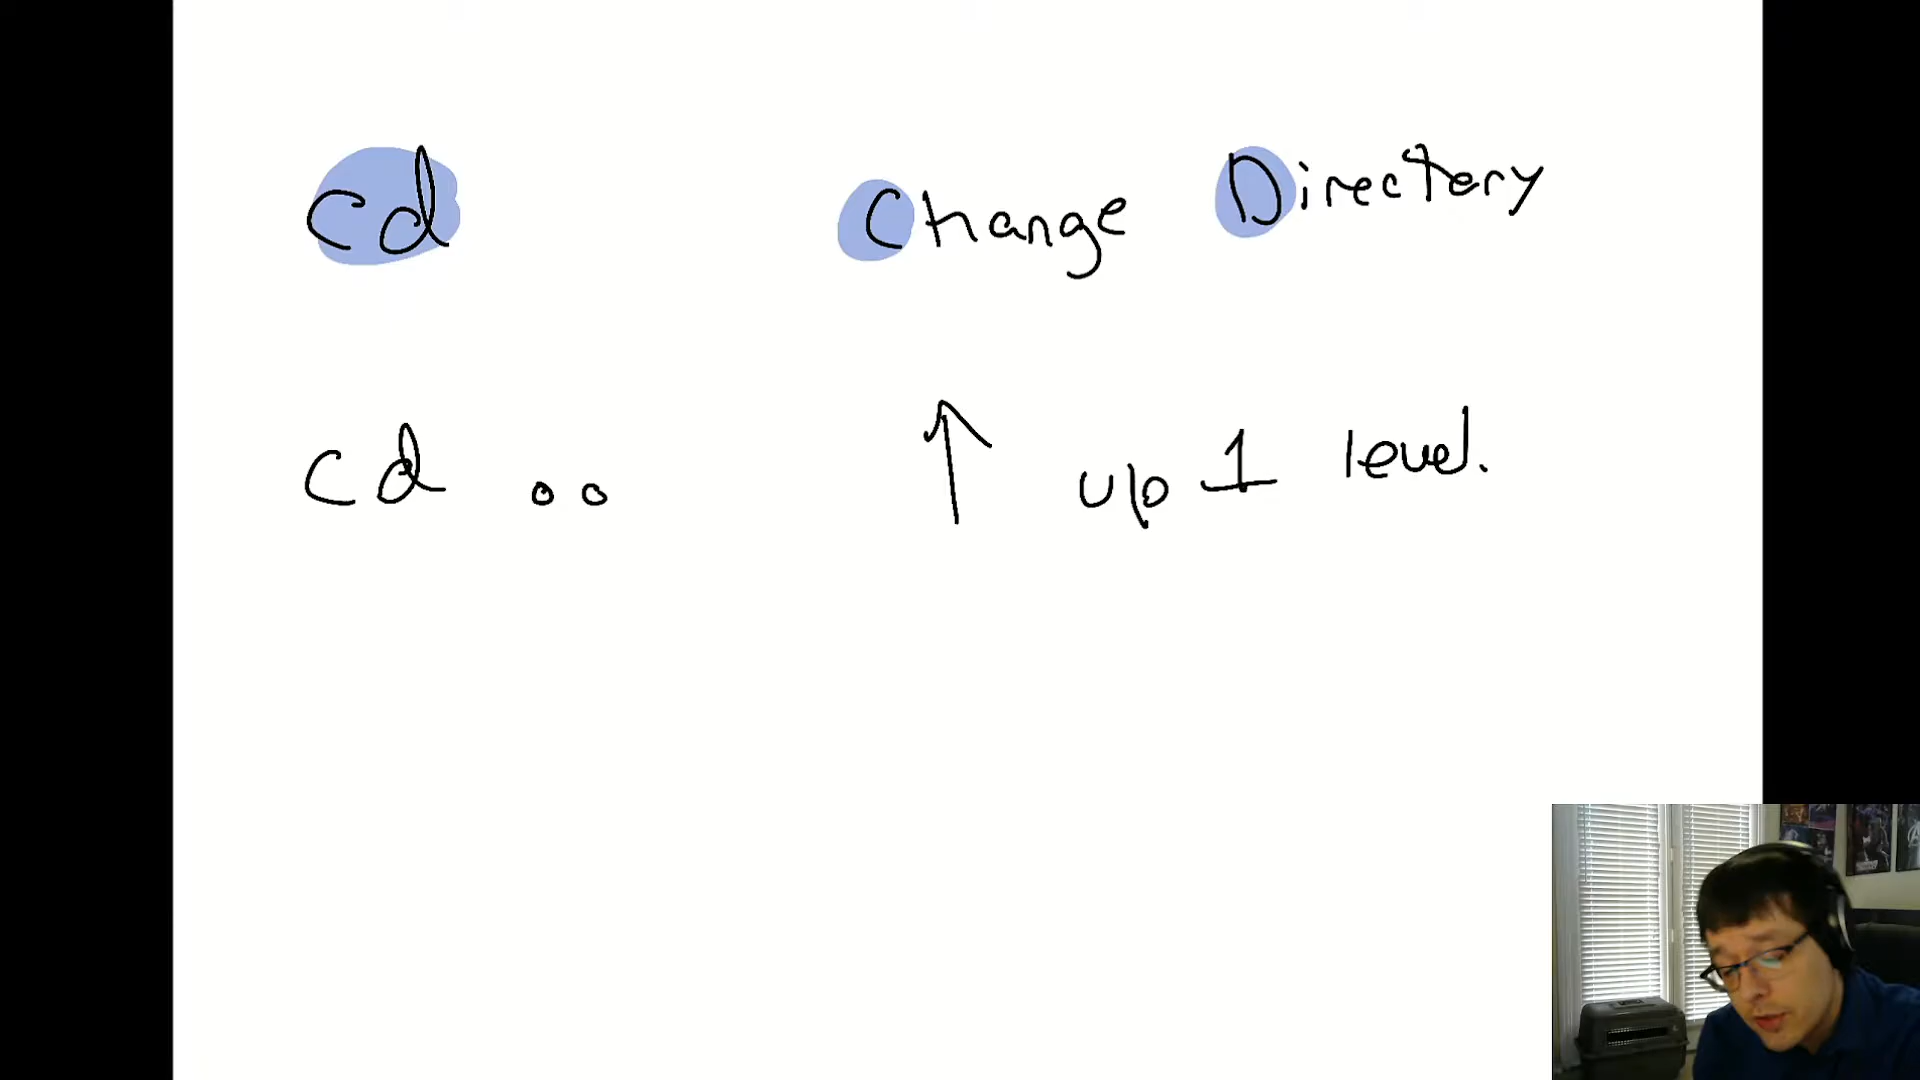 cd Change Directory
cd .. ↑ up 1 level.